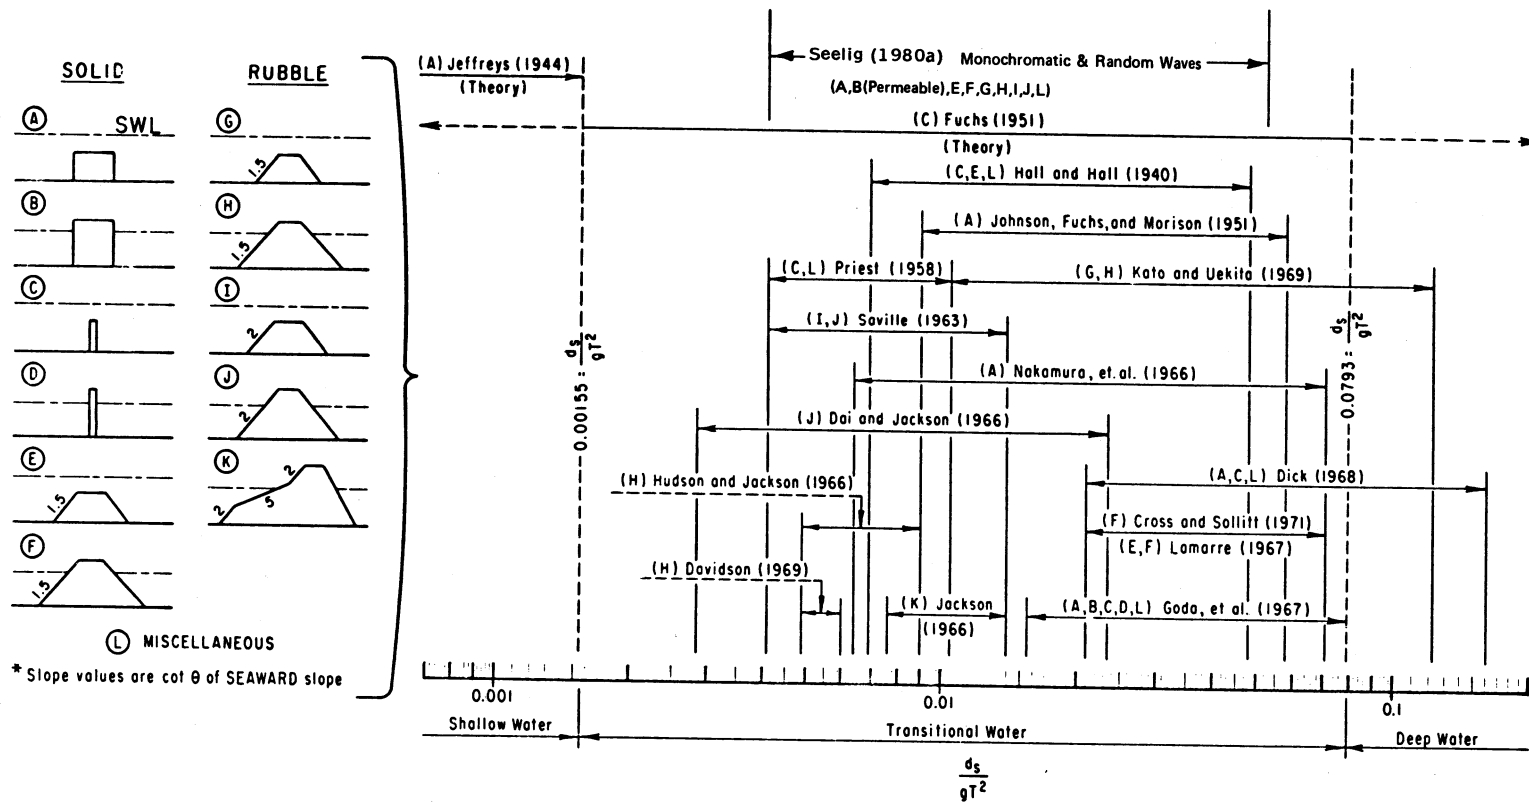 SOLID
RUBBLE
A
SWL
B
C
D
E
1.5
F
1.5
G
1.5
H
1.5
I
2
J
2
K
2
5
2
L MISCELLANEOUS
* Slope values are cot θ of SEAWARD slope
(A) Jeffreys (1944)
(Theory)
Seelig (1980a) Monochromatic & Random Waves
(A,B(Permeable),E,F,G,H,I,J,L)
(C) Fuchs (1951)
(Theory)
(C,E,L) Hall and Hall (1940)
(A) Johnson, Fuchs, and Morison (1951)
(C,L) Priest (1958)
(G,H) Kato and Uekita (1969)
(I,J) Saville (1963)
(A) Nakamura, et.al. (1966)
(J) Dai and Jackson (1966)
(A,C,L) Dick (1968)
(H) Hudson and Jackson (1966)
(F) Cross and Sollitt (1971)
(E,F) Lamarre (1967)
(H) Davidson (1969)
(K) Jackson
(1966)
(A,B,C,D,L) Goda, et al. (1967)
0.00155 = ds/gT²
0.0793 = ds/gT²
0.001
0.01
0.1
Shallow Water
Transitional Water
Deep Water
ds
gT²